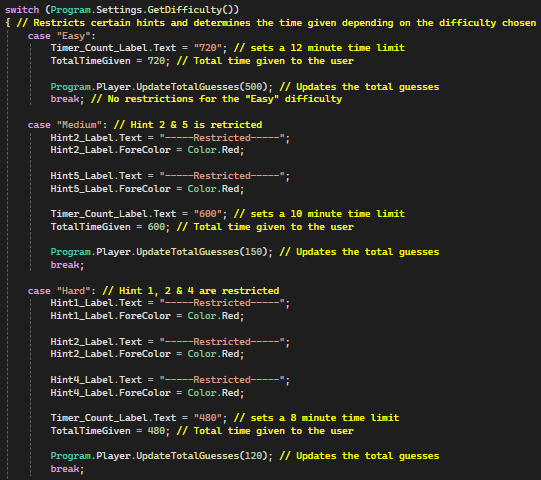 switch (Program.Settings.GetDifficulty())
{ // Restricts certain hints and determines the time given depending on the difficulty chosen
case "Easy":
Timer_Count_Label.Text = "720"; // sets a 12 minute time limit
TotalTimeGiven = 720; // Total time given to the user
Program.Player.UpdateTotalGuesses(500); // Updates the total guesses
break; // No restrictions for the "Easy" difficulty
case "Medium": // Hint 2 & 5 is retricted
Hint2_Label.Text = "-----Restricted-----";
Hint2_Label.ForeColor = Color.Red;
Hint5_Label.Text = "-----Restricted-----";
Hint5_Label.ForeColor = Color.Red;
Timer_Count_Label.Text = "600"; // sets a 10 minute time limit
TotalTimeGiven = 600; // Total time given to the user
Program.Player.UpdateTotalGuesses(150); // Updates the total guesses
break;
case "Hard": // Hint 1, 2 & 4 are restricted
Hint1_Label.Text = "-----Restricted-----";
Hint1_Label.ForeColor = Color.Red;
Hint2_Label.Text = "-----Restricted-----";
Hint2_Label.ForeColor = Color.Red;
Hint4_Label.Text = "-----Restricted-----";
Hint4_Label.ForeColor = Color.Red;
Timer_Count_Label.Text = "480"; // sets a 8 minute time limit
TotalTimeGiven = 480; // Total time given to the user
Program.Player.UpdateTotalGuesses(120); // Updates the total guesses
break;